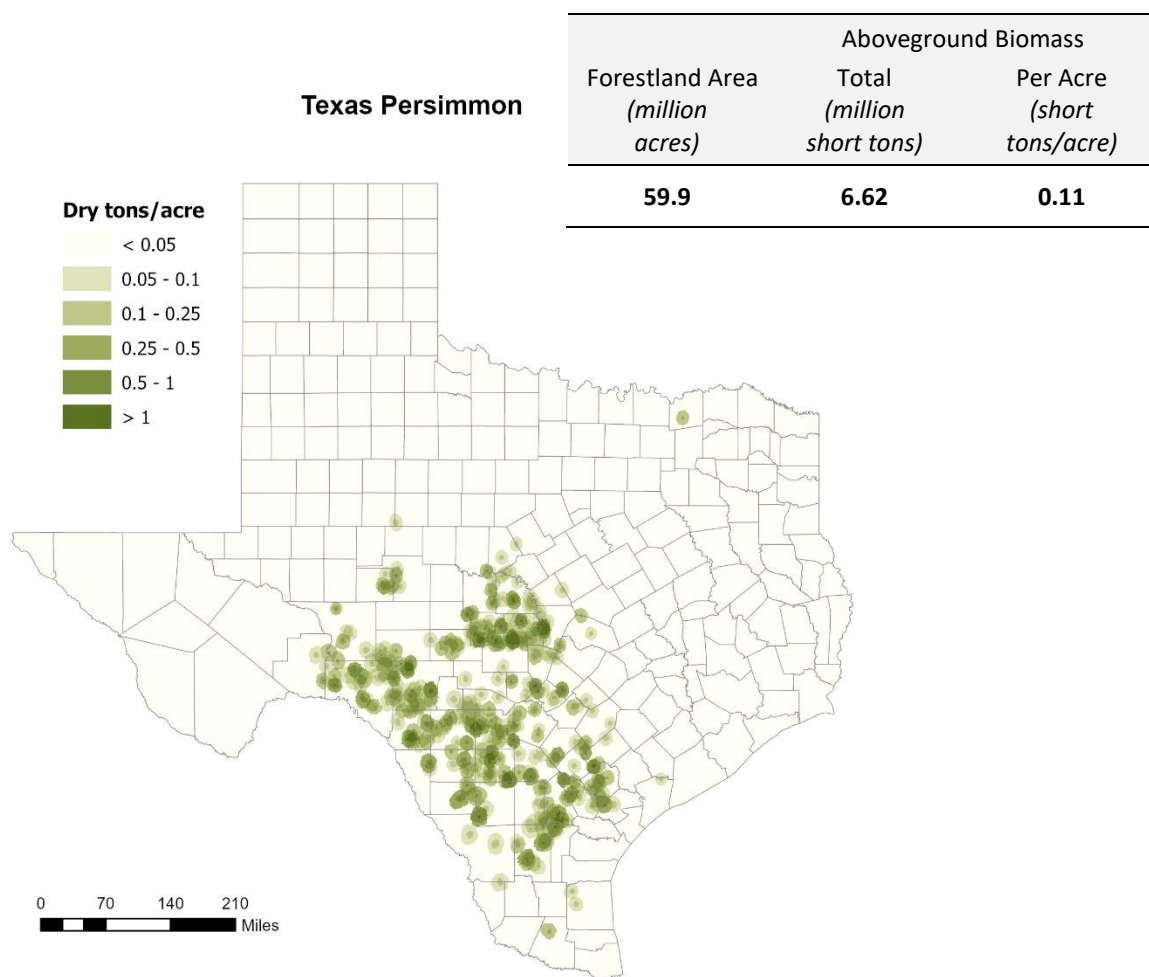 Aboveground Biomass
Forestland Area Total Per Acre
(million (million (short
acres) short tons) tons/acre)
59.9 6.62 0.11
Texas Persimmon
Dry tons/acre
< 0.05
0.05 - 0.1
0.1 - 0.25
0.25 - 0.5
0.5 - 1
> 1
0 70 140 210
Miles